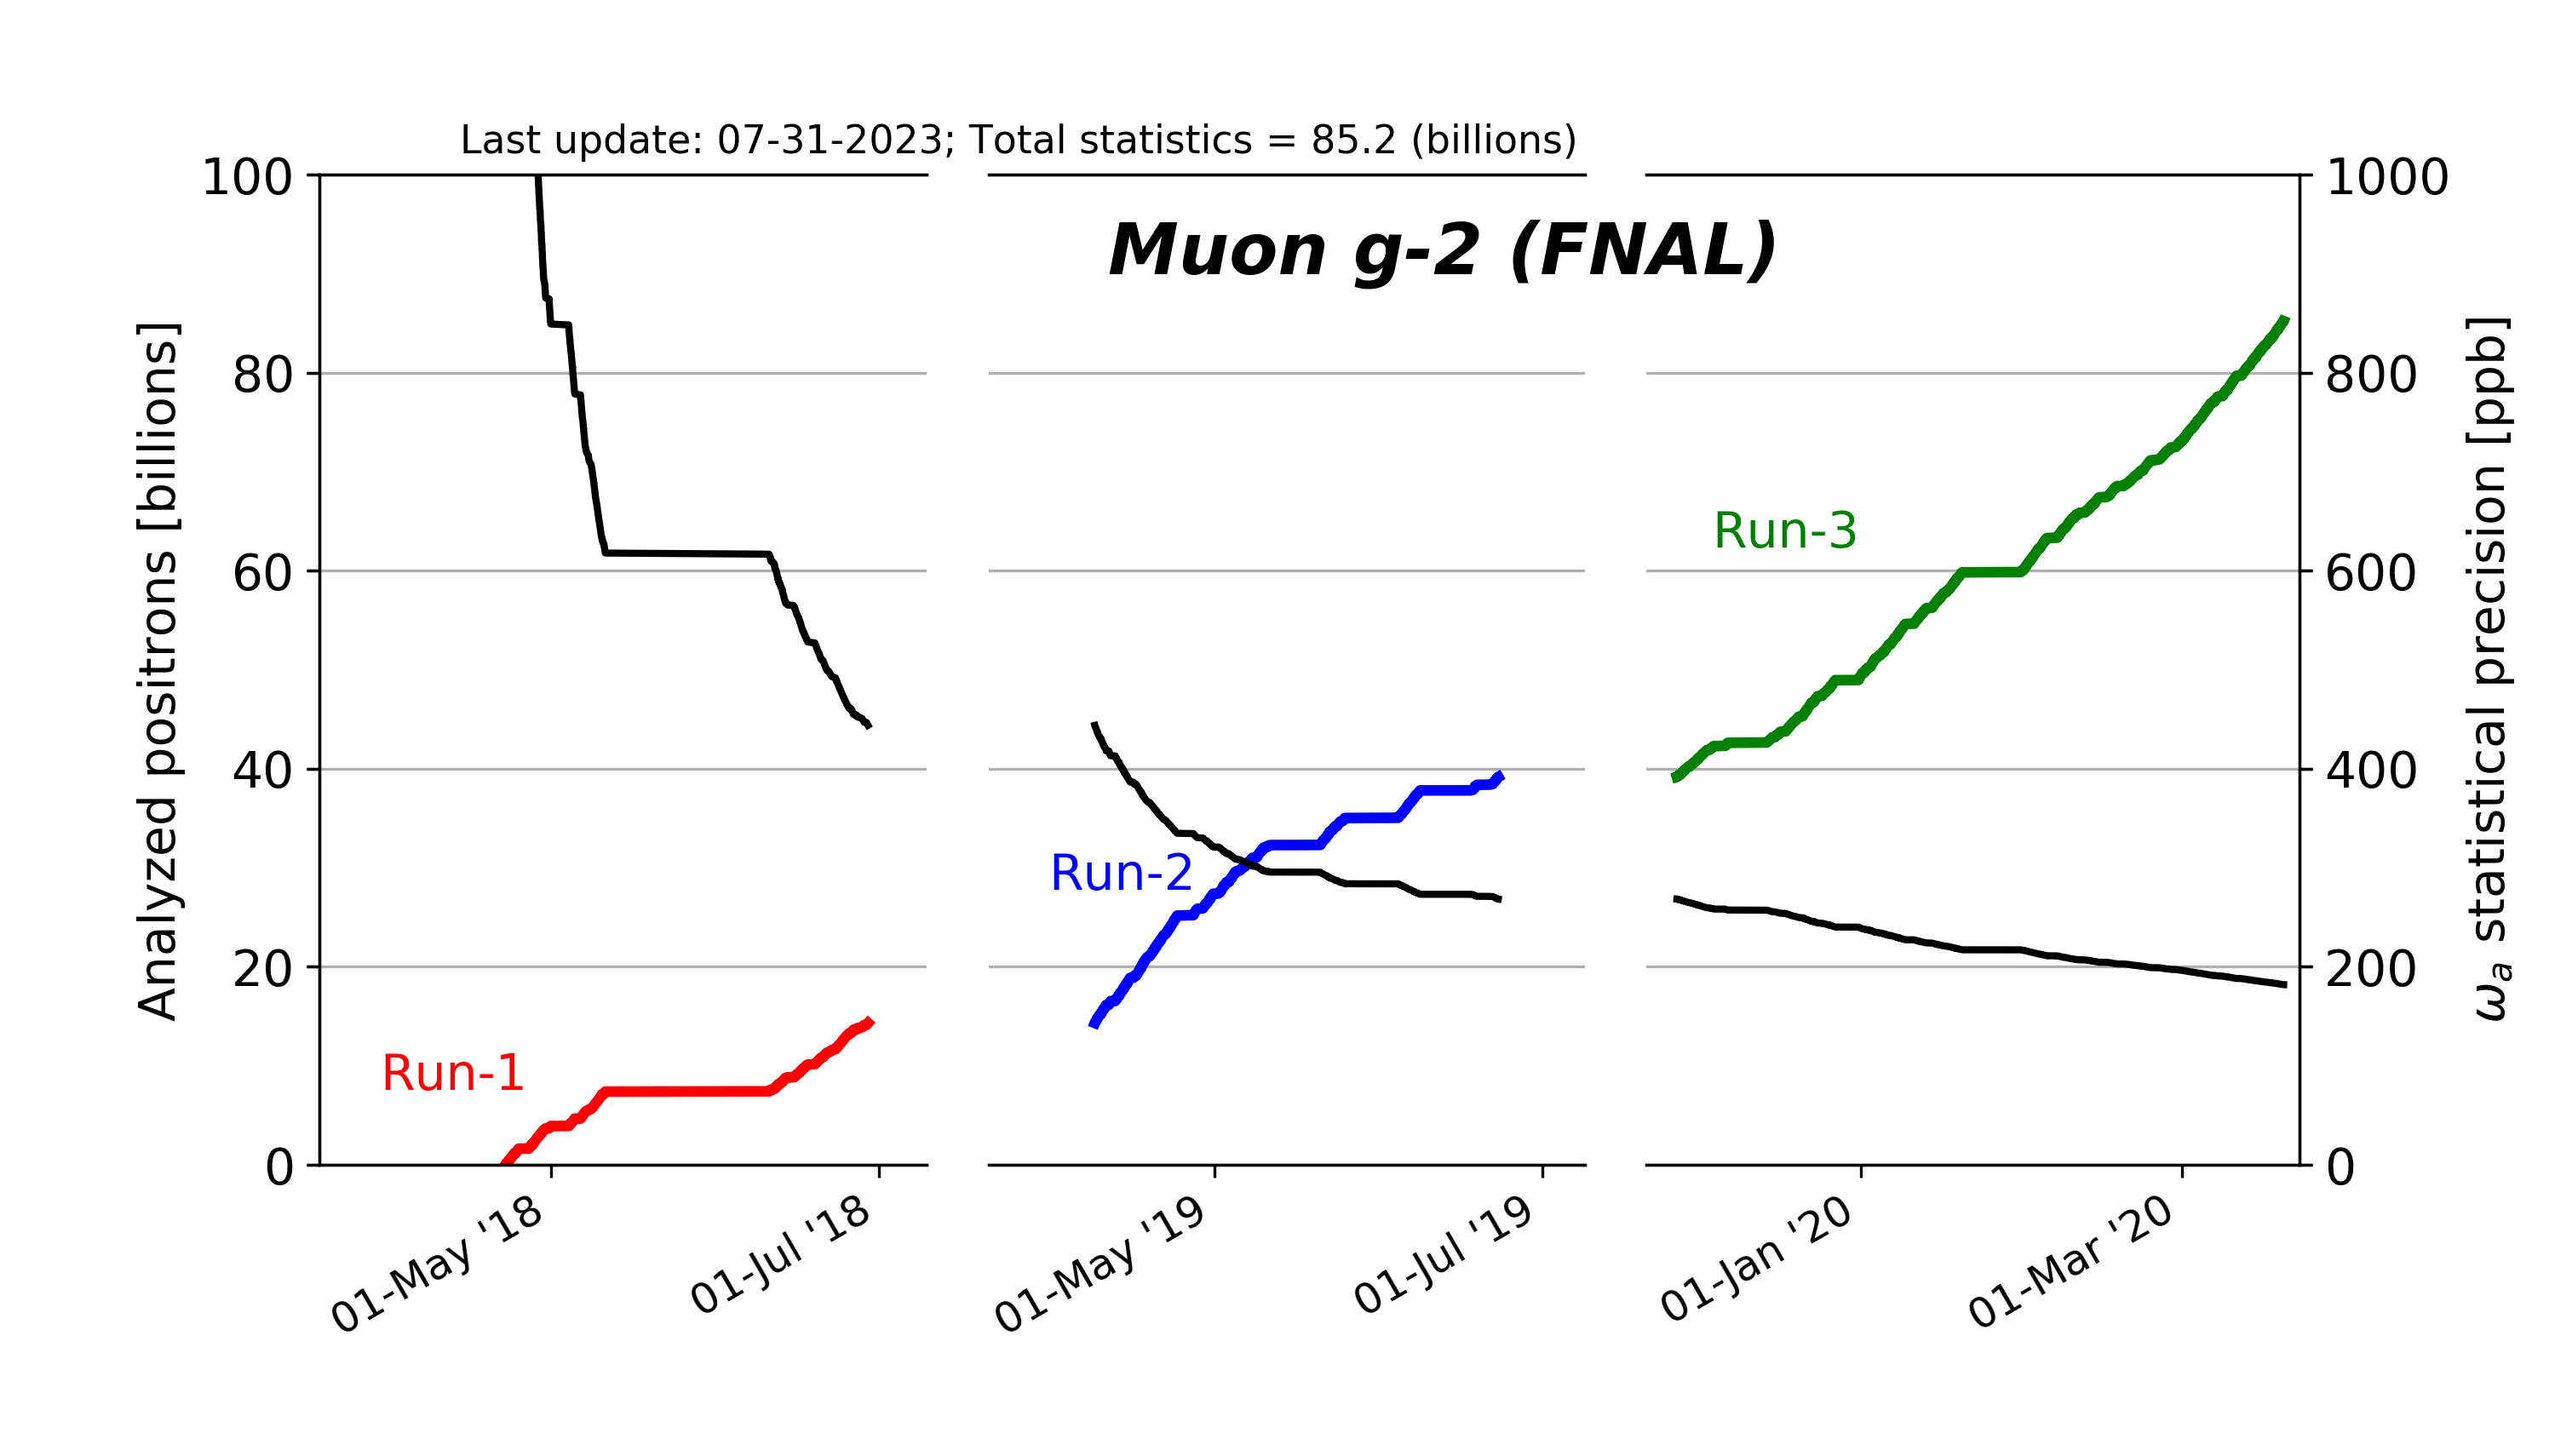 Last update: 07-31-2023; Total statistics = 85.2 (billions)
Muon g-2 (FNAL)
Analyzed positrons [billions]
100
80
60
40
20
0
1000
800
600
400
200
0
ωa statistical precision [ppb]
Run-1
Run-2
Run-3
01-May '18
01-Jul '18
01-May '19
01-Jul '19
01-Jan '20
01-Mar '20